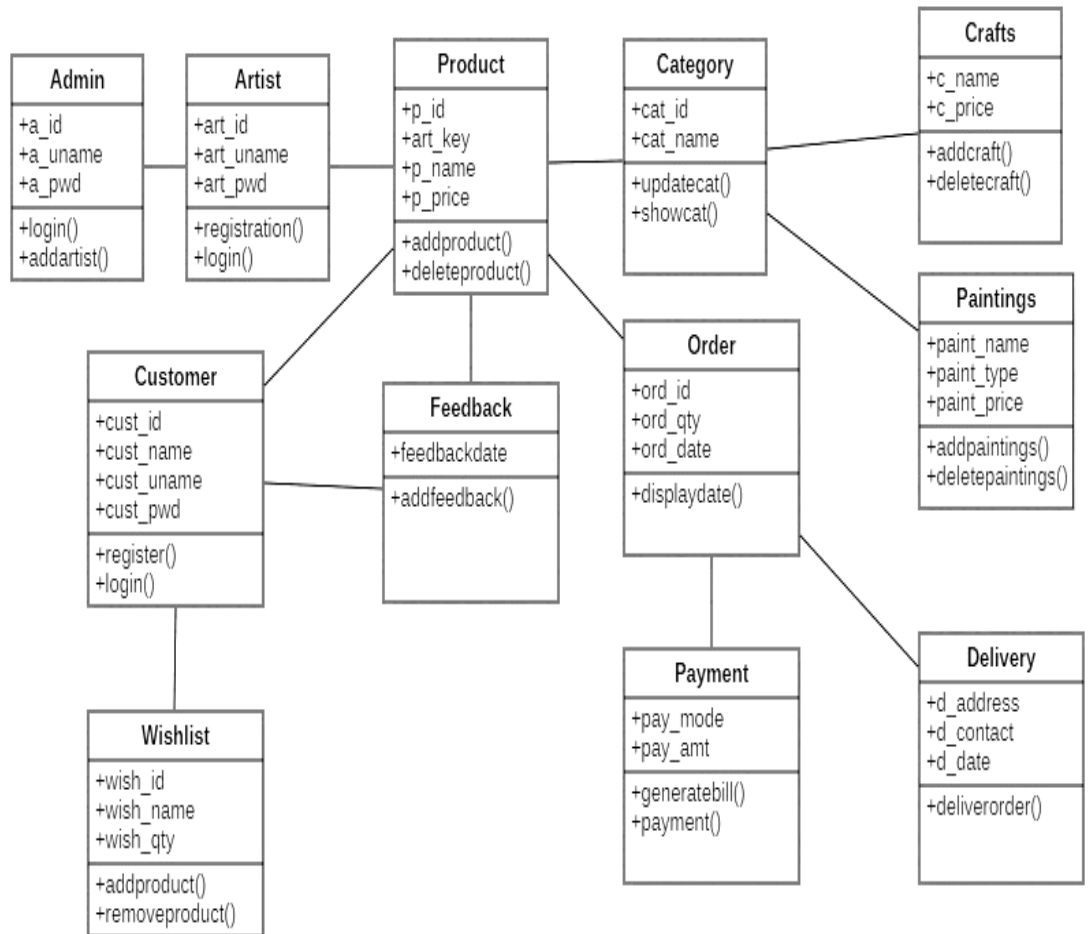 Admin
+a_id
+a_uname
+a_pwd
+login()
+addartist()
Artist
+art_id
+art_uname
+art_pwd
+registration()
+login()
Product
+p_id
+art_key
+p_name
+p_price
+addproduct()
+deleteproduct()
Category
+cat_id
+cat_name
+updatecat()
+showcat()
Crafts
+c_name
+c_price
+addcraft()
+deletecraft()
Paintings
+paint_name
+paint_type
+paint_price
+addpaintings()
+deletepaintings()
Customer
+cust_id
+cust_name
+cust_uname
+cust_pwd
+register()
+login()
Feedback
+feedbackdate
+addfeedback()
Order
+ord_id
+ord_qty
+ord_date
+displaydate()
Wishlist
+wish_id
+wish_name
+wish_qty
+addproduct()
+removeproduct()
Payment
+pay_mode
+pay_amt
+generatebill()
+payment()
Delivery
+d_address
+d_contact
+d_date
+deliverorder()